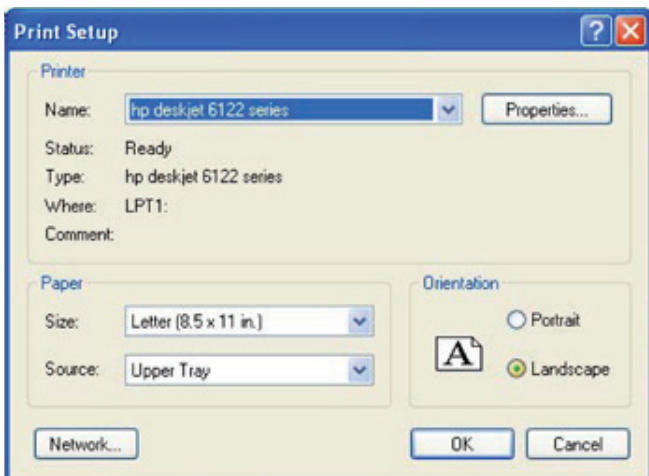 Print Setup
Printer
Name: hp deskjet 6122 series Properties...
Status: Ready
Type: hp deskjet 6122 series
Where: LPT1:
Comment:
Paper
Size: Letter (8.5 x 11 in.)
Source: Upper Tray
Orientation
A
Portrait
Landscape
Network... OK Cancel